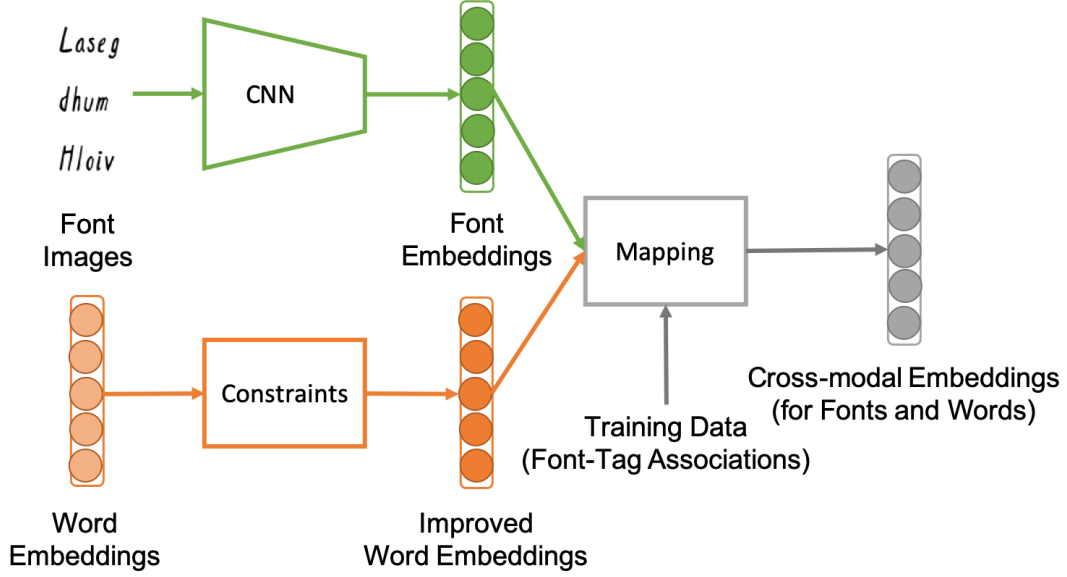 Laseg
dhum
Hloiv
CNN
Font
Images
Font
Embeddings
Mapping
Constraints
Cross-modal Embeddings
(for Fonts and Words)
Training Data
(Font-Tag Associations)
Word
Embeddings
Improved
Word Embeddings